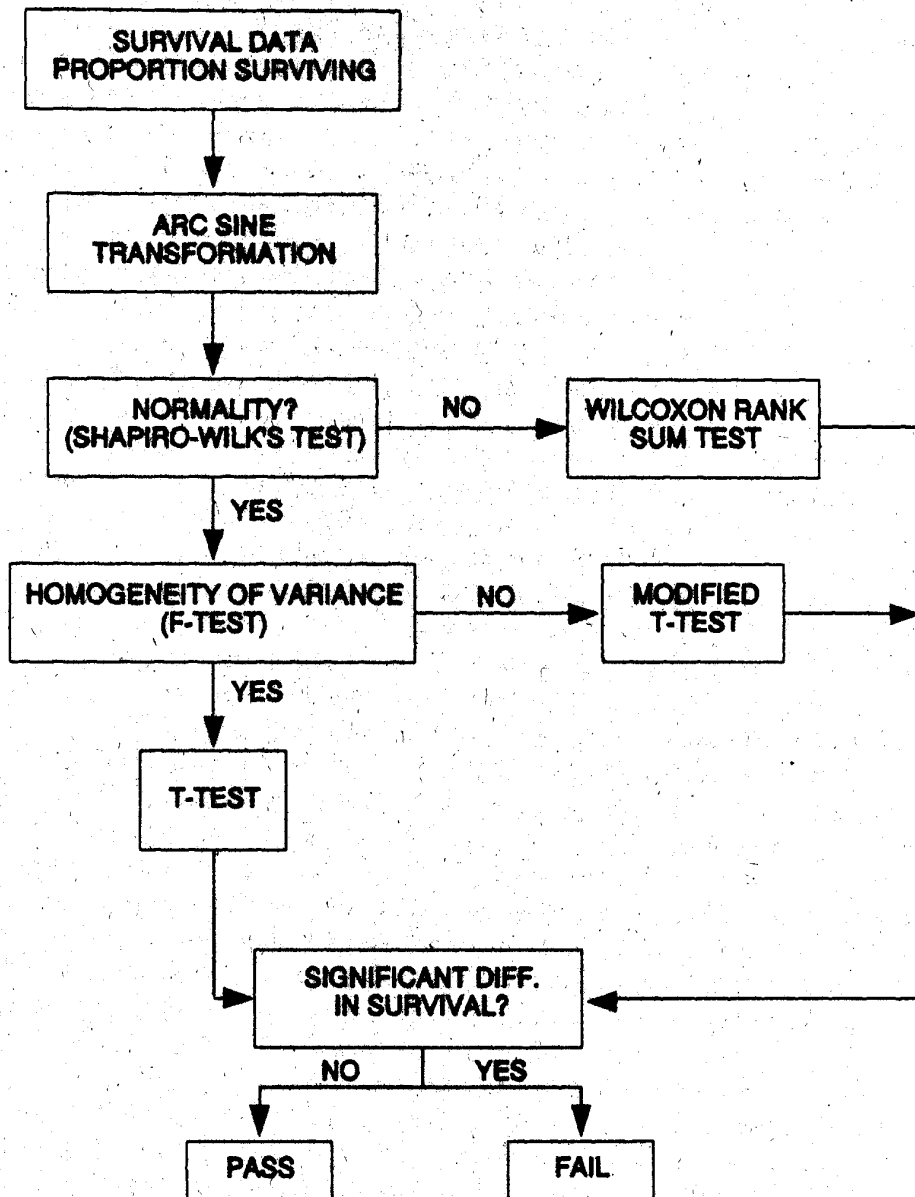 SURVIVAL DATA
PROPORTION SURVIVING
ARC SINE
TRANSFORMATION
NORMALITY?
(SHAPIRO-WILK'S TEST)
NO
WILCOXON RANK
SUM TEST
YES
HOMOGENEITY OF VARIANCE
(F-TEST)
NO
MODIFIED
T-TEST
YES
T-TEST
SIGNIFICANT DIFF.
IN SURVIVAL?
NO
YES
PASS
FAIL